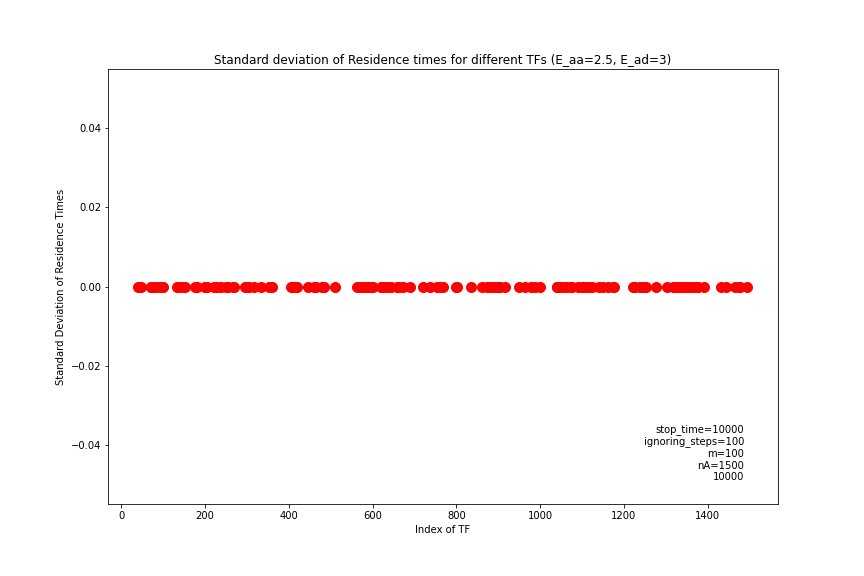 Standard deviation of Residence times for different TFs (E_aa=2.5, E_ad=3)
0.04
0.02
0.00
−0.02
−0.04
Standard Deviation of Residence Times
stop_time=10000
ignoring_steps=100
m=100
nA=1500
10000
0 200 400 600 800 1000 1200 1400
Index of TF